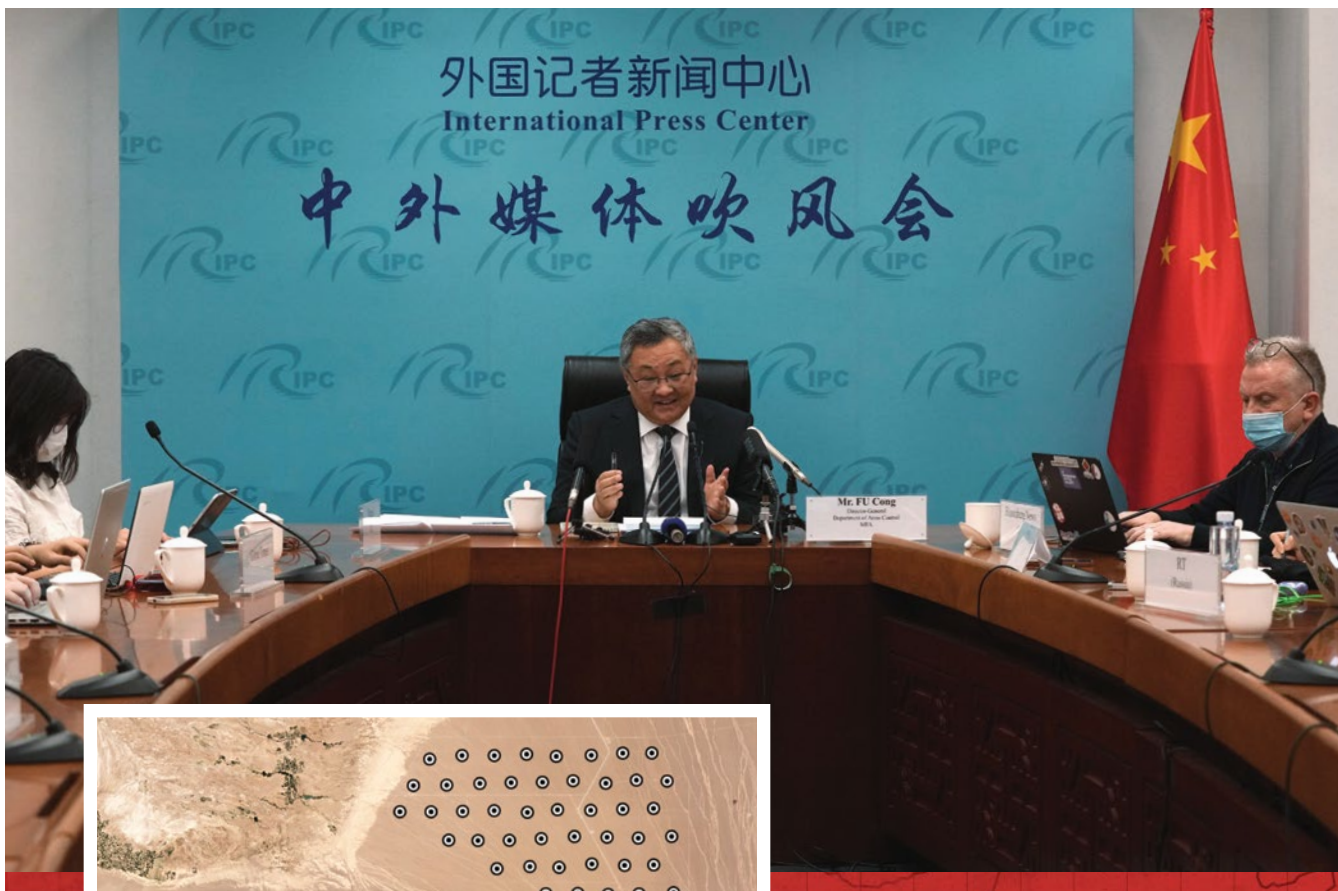 外国记者新闻中心
International Press Center
中外媒体吹风会
IPC
Mr. FU Cong
Director-General
Department of Arms Control
MFA
RT
(Russia)